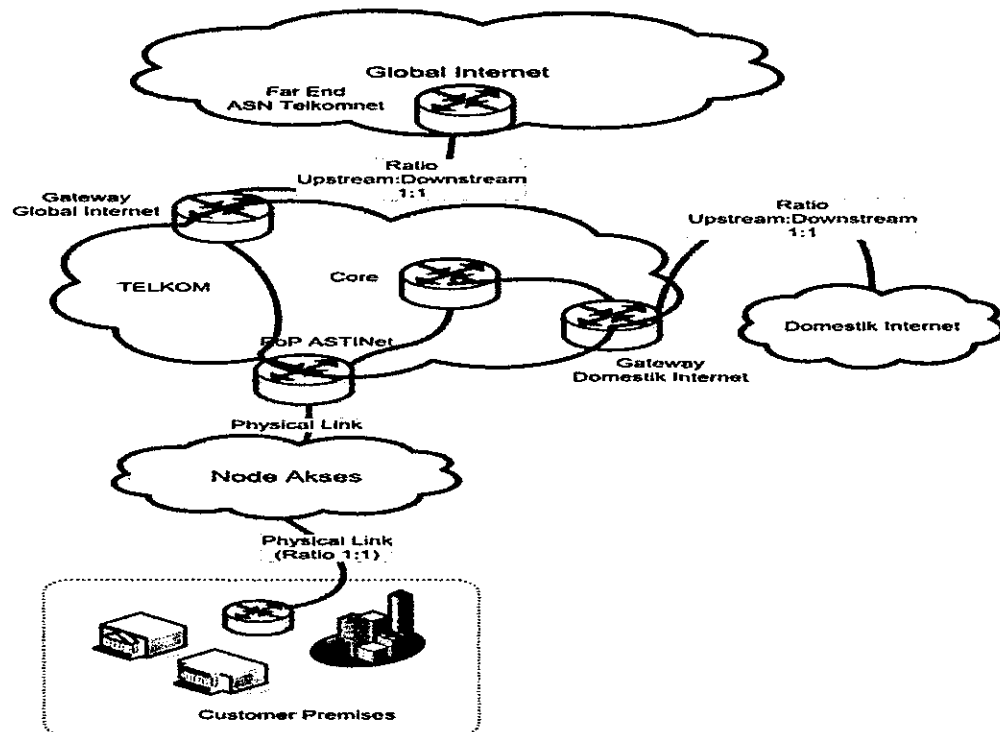 Global Internet
Far End
ASN Telkomnet
Ratio
Upstream:Downstream
1:1
Gateway
Global Internet
Ratio
Upstream:Downstream
1:1
Core
TELKOM
PoP ASTINet
Domestik Internet
Gateway
Domestik Internet
Physical Link
Node Akses
Physical Link
(Ratio 1:1)
Customer Premises